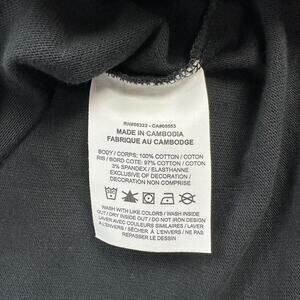 RN#56323 - CA#05553
MADE IN CAMBODIA
FABRIQUE AU CAMBODGE
BODY / CORPS: 100% COTTON / COTON
RIB / BORD COTE: 97% COTTON / COTON
3% SPANDEX / ELASTHANNE
EXCLUSIVE OF DECORATION /
DECORATION NON COMPRISE
WASH WITH LIKE COLORS / WASH INSIDE
OUT / DRY INSIDE OUT / DO NOT IRON DESIGN
LAVER AVEC COULEURS SIMILAIRES / LAVER
A L'ENVERS / SÉCHER À L'ENVERS / NE PAS
REPASSER LE DESSIN